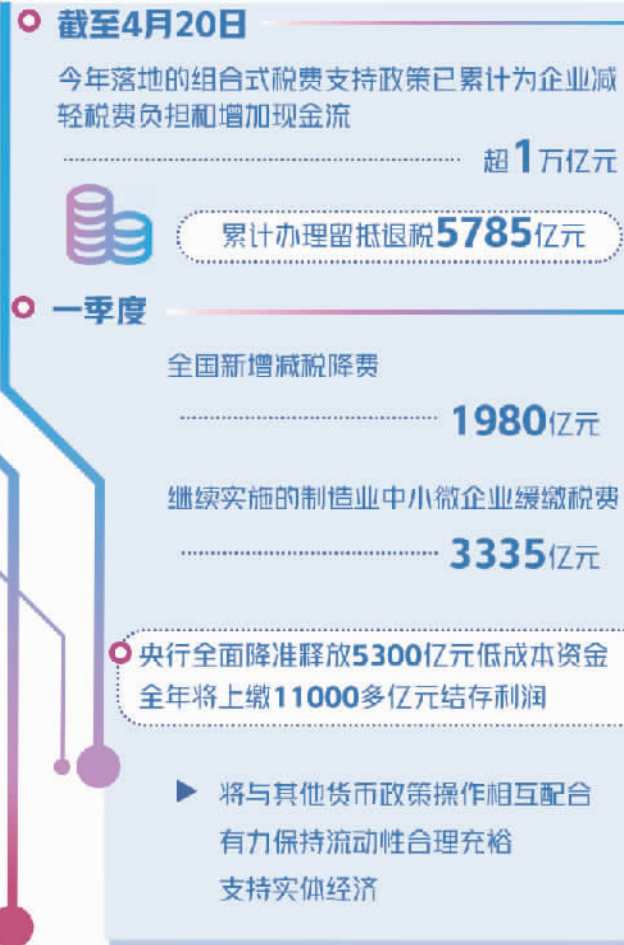 截至4月20日
今年落地的组合式税费支持政策已累计为企业减
轻税费负担和增加现金流
超1万亿元
累计办理留抵退税5785亿元
一季度
全国新增减税降费
1980亿元
继续实施的制造业中小微企业缓缴税费
3335亿元
央行全面降准释放5300亿元低成本资金
全年将上缴11000多亿元结存利润
将与其他货币政策操作相互配合
有力保持流动性合理充裕
支持实体经济